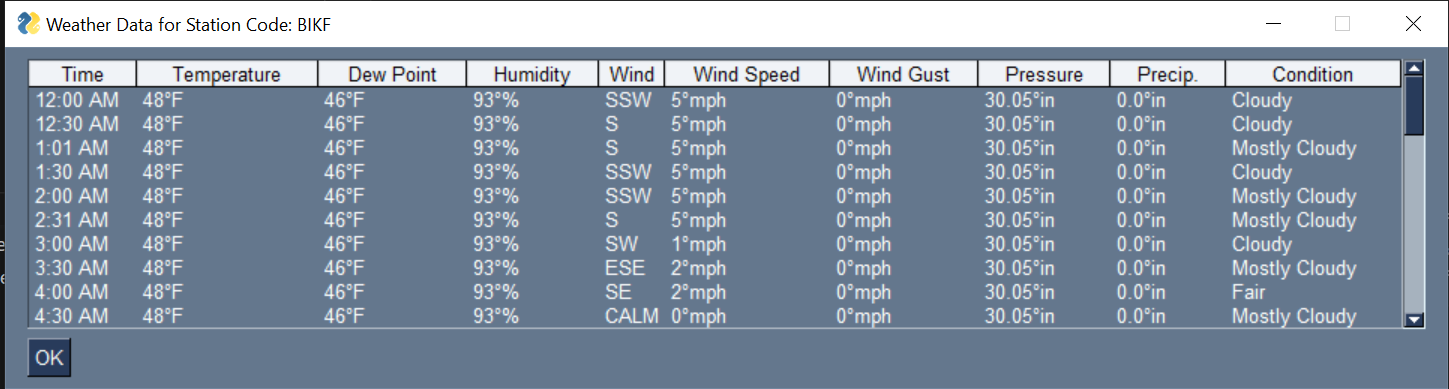 Weather Data for Station Code: BIKF
Time Temperature Dew Point Humidity Wind Wind Speed Wind Gust Pressure Precip. Condition
12:00 AM 48°F 46°F 93°% SSW 5°mph 0°mph 30.05°in 0.0°in Cloudy
12:30 AM 48°F 46°F 93°% S 5°mph 0°mph 30.05°in 0.0°in Cloudy
1:01 AM 48°F 46°F 93°% S 5°mph 0°mph 30.05°in 0.0°in Mostly Cloudy
1:30 AM 48°F 46°F 93°% SSW 5°mph 0°mph 30.05°in 0.0°in Cloudy
2:00 AM 48°F 46°F 93°% SSW 5°mph 0°mph 30.05°in 0.0°in Mostly Cloudy
2:31 AM 48°F 46°F 93°% S 5°mph 0°mph 30.05°in 0.0°in Mostly Cloudy
3:00 AM 48°F 46°F 93°% SW 1°mph 0°mph 30.05°in 0.0°in Cloudy
3:30 AM 48°F 46°F 93°% ESE 2°mph 0°mph 30.05°in 0.0°in Mostly Cloudy
4:00 AM 48°F 46°F 93°% SE 2°mph 0°mph 30.05°in 0.0°in Fair
4:30 AM 48°F 46°F 93°% CALM 0°mph 0°mph 30.05°in 0.0°in Mostly Cloudy
OK